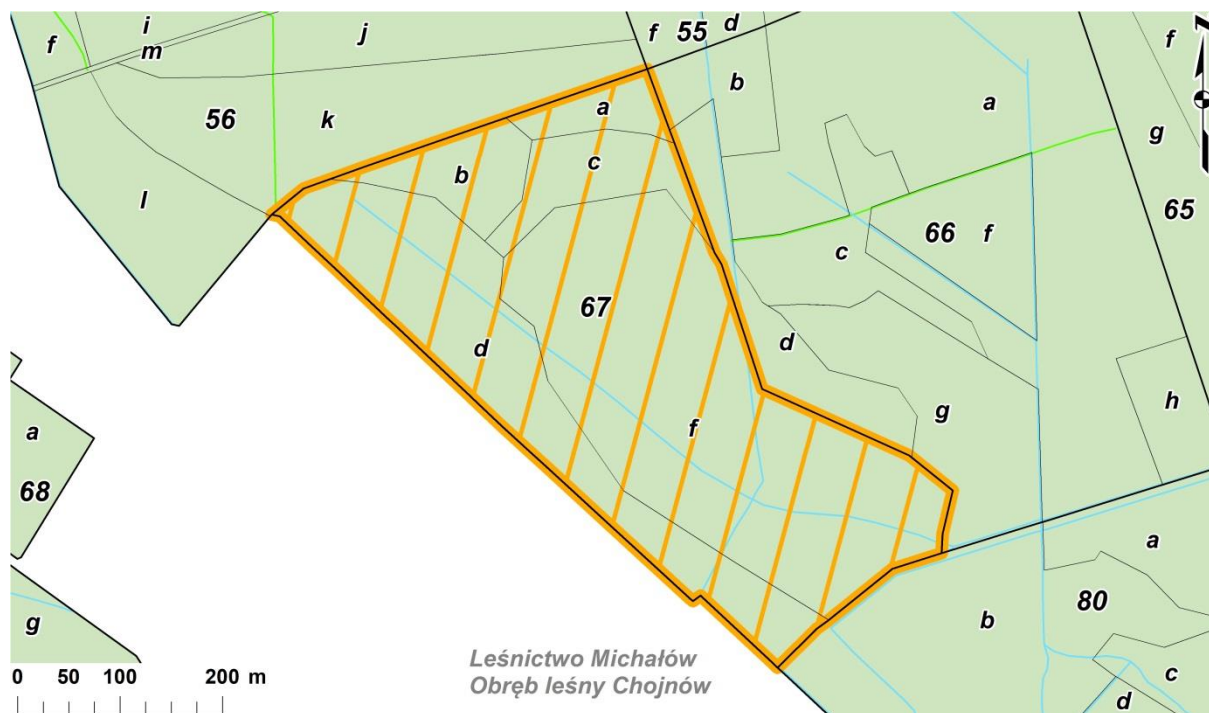 i
j
f
55
d
f
m
f
b
a
56
k
a
g
b
c
l
65
66
f
c
67
d
d
g
h
a
f
68
a
80
b
g
c
d
0 50 100 200 m
Leśnictwo Michałów
Obręb leśny Chojnów